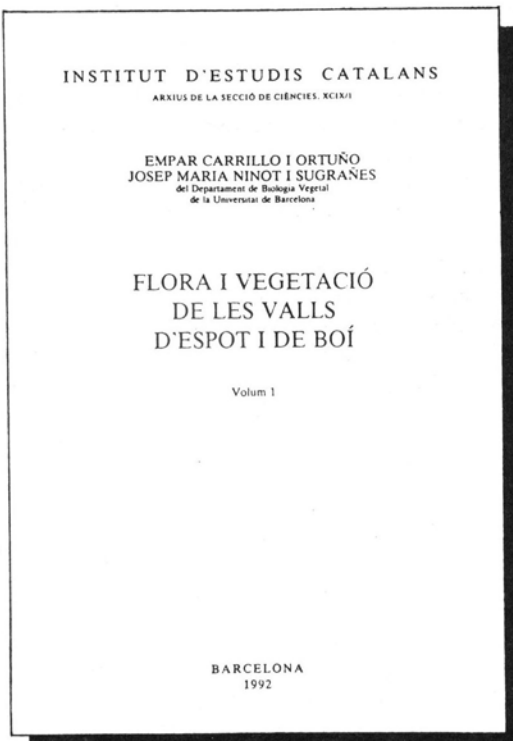 INSTITUT D'ESTUDIS CATALANS
ARXIUS DE LA SECCIÓ DE CIÈNCIES. XCIX/I
EMPAR CARRILLO I ORTUÑO
JOSEP MARIA NINOT I SUGRAÑES
del Departament de Biologia Vegetal
de la Universitat de Barcelona
FLORA I VEGETACIÓ
DE LES VALLS
D'ESPOT I DE BOÍ
Volum 1
BARCELONA
1992